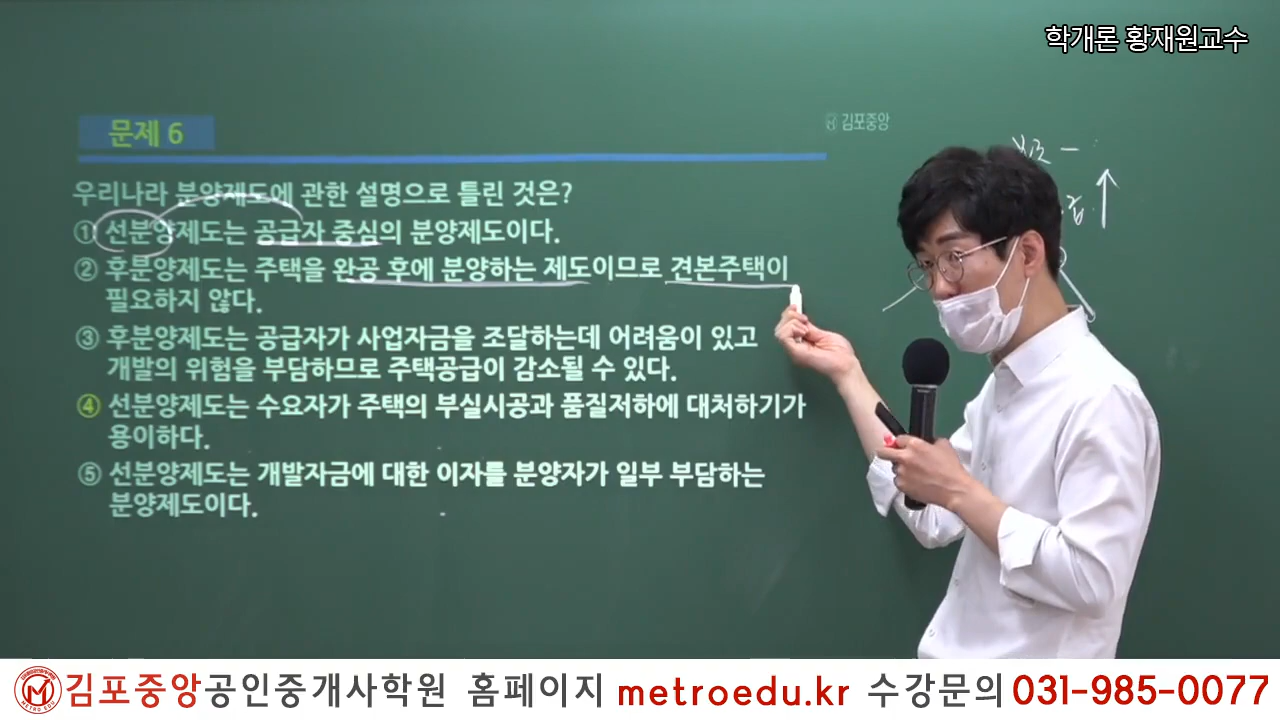 학개론 황재원교수
김포중앙
문제 6
우리나라 분양제도에 관한 설명으로 틀린 것은?
① 선분양제도는 공급자 중심의 분양제도이다.
② 후분양제도는 주택을 완공 후에 분양하는 제도이므로 견본주택이
필요하지 않다.
③ 후분양제도는 공급자가 사업자금을 조달하는데 어려움이 있고
개발의 위험을 부담하므로 주택공급이 감소될 수 있다.
④ 선분양제도는 수요자가 주택의 부실시공과 품질저하에 대처하기가
용이하다.
⑤ 선분양제도는 개발자금에 대한 이자를 분양자가 일부 부담하는
분양제도이다.
METRO EDU
김포중앙공인중개사학원 홈페이지 metroedu.kr 수강문의 031-985-0077